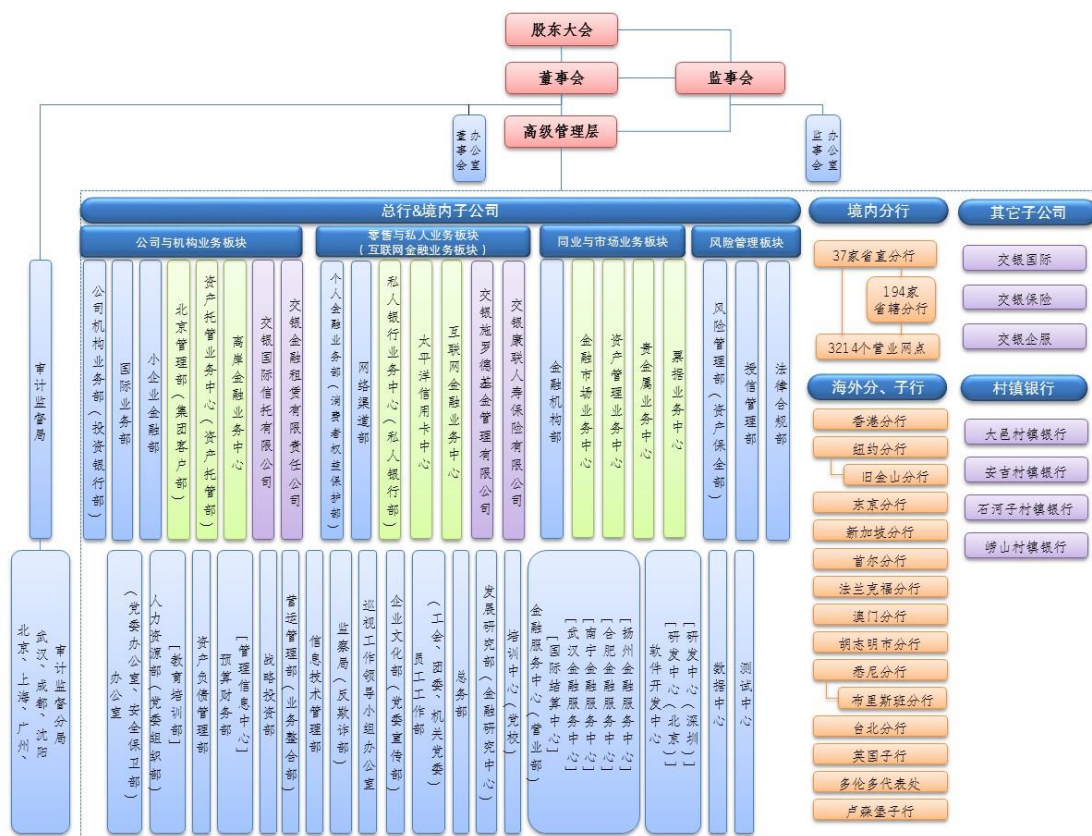 股东大会
董事会
监事会
高级管理层
董事会
办公室
监事会
办公室
总行&境内子公司
境内分行
其它子公司
公司与机构业务板块
零售与私人业务板块
(互联网金融业务板块)
同业与市场业务板块
风险管理板块
审计监督局
公司机构业务部(投资银行部)
国际业务部
小企业金融部
北京管理部(集团客户部)
资产托管业务中心(资产托管部)
离岸金融业务中心
交银国际信托有限公司
交银金融租赁有限责任公司
个人金融业务部(消费者权益保护部)
网络渠道部
私人银行业务中心(私人银行部)
太平洋信用卡中心
互联网金融业务中心
交银施罗德基金管理有限公司
交银康联人寿保险有限公司
金融机构部
金融市场业务中心
资产管理业务中心
贵金属业务中心
票据业务中心
风险管理部(资产保全部)
授信管理部
法律合规部
37家省直分行
194家
省辖分行
3214个营业网点
交银国际
交银保险
交银企服
海外分、子行
香港分行
纽约分行
旧金山分行
东京分行
新加坡分行
首尔分行
法兰克福分行
澳门分行
胡志明市分行
悉尼分行
布里斯班分行
台北分行
英国子行
多伦多代表处
卢森堡子行
村镇银行
大邑村镇银行
安吉村镇银行
石河子村镇银行
崂山村镇银行
审计监督分局
武汉、成都、沈阳
北京、上海、广州、
(党委办公室、安全保卫部)
办公室
人力资源部(党委组织部)
[教育培训部]
资产负债管理部
预算财务部
[管理信息中心]
战略投资部
营运管理部(业务整合部)
信息技术管理部
监察局(反欺诈部)
巡视工作领导小组办公室
企业文化部(党委宣传部)
(工会、团委、机关党委)
员工工作部
总务部
发展研究部(金融研究中心)
培训中心(党校)
金融服务中心(营业部)
[国际结算中心]
[武汉金融服务中心]
[南宁金融服务中心]
[合肥金融服务中心]
[扬州金融服务中心]
软件开发中心
[研发中心(北京)]
[研发中心(深圳)]
数据中心
测试中心